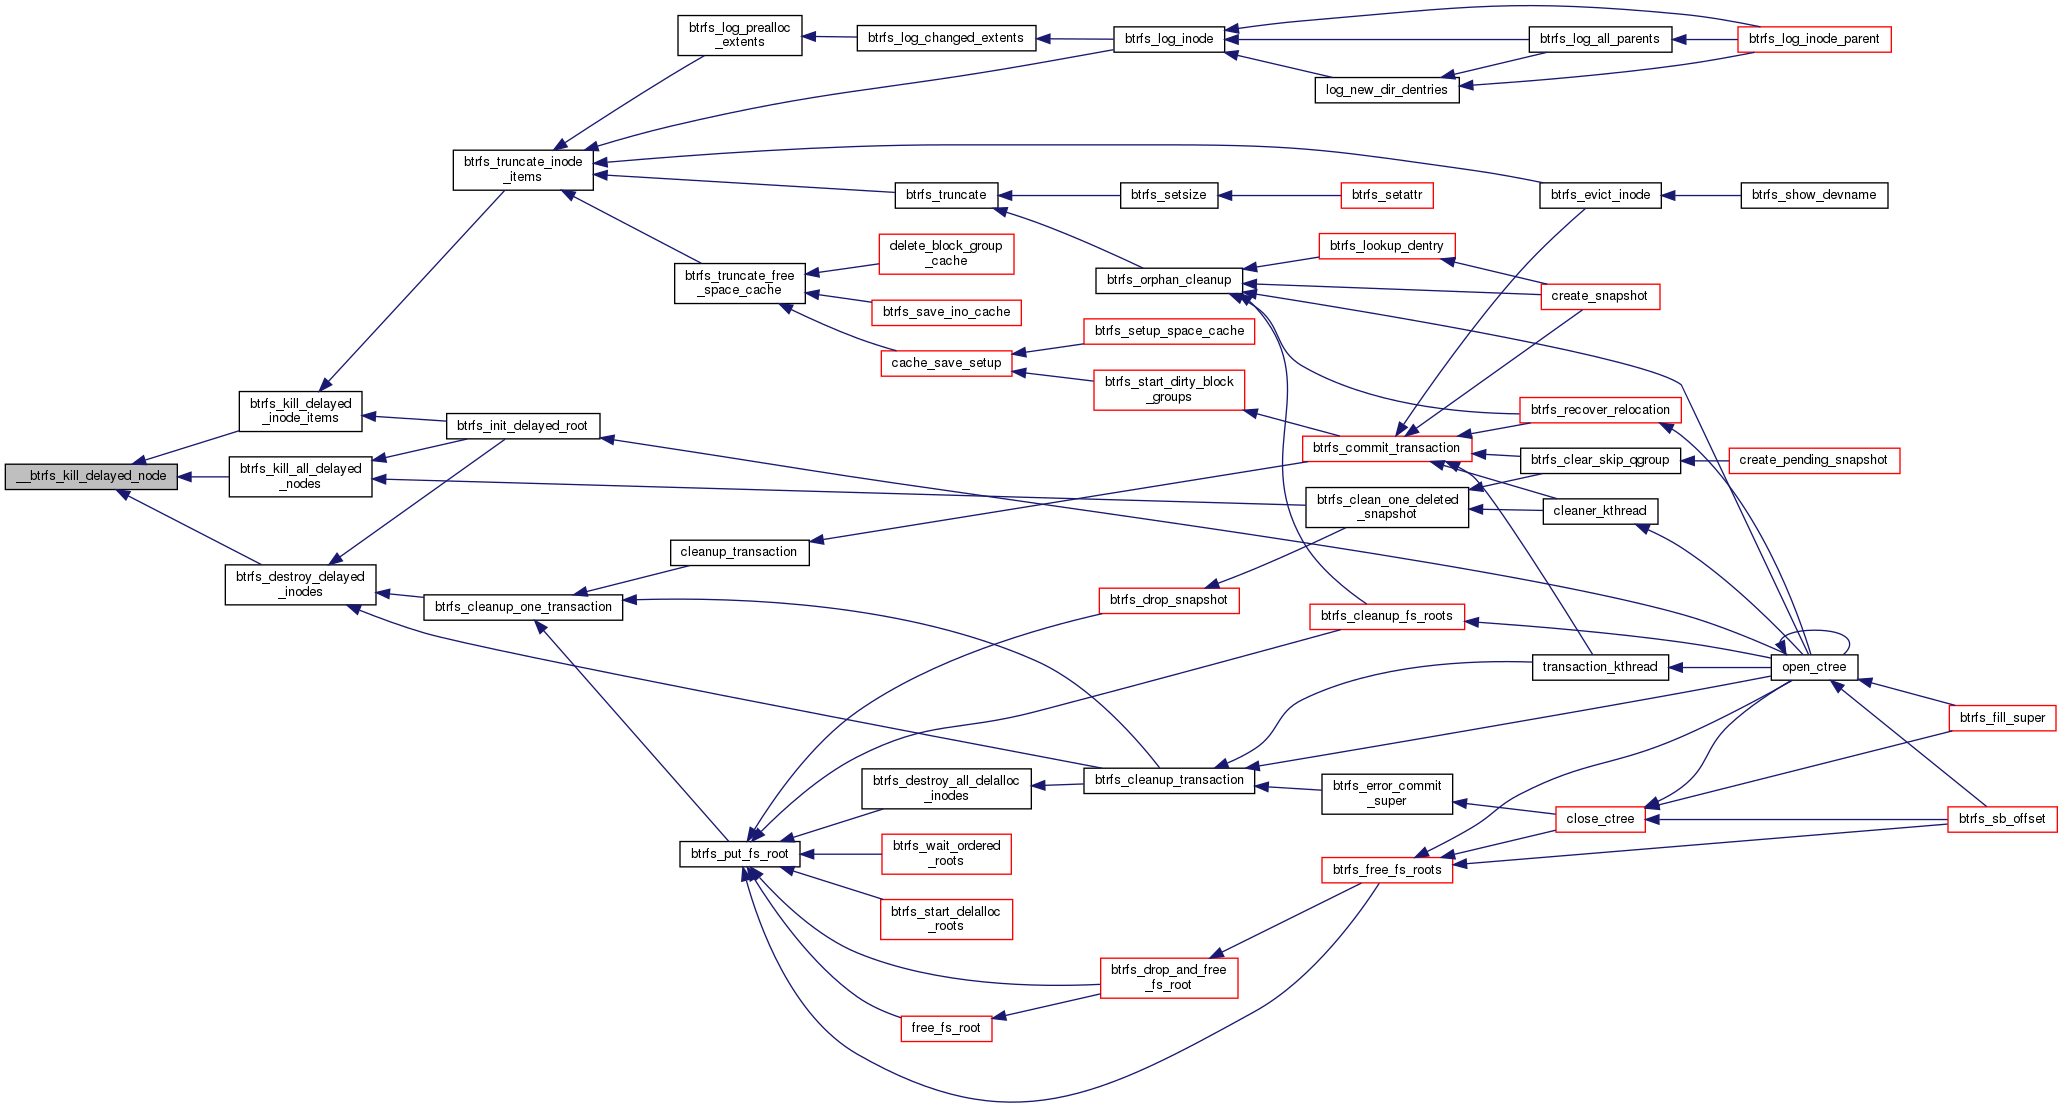 __btrfs_kill_delayed_node
btrfs_kill_delayed
_inode_items
btrfs_kill_all_delayed
_nodes
btrfs_destroy_delayed
_inodes
btrfs_truncate_inode
_items
btrfs_init_delayed_root
btrfs_cleanup_one_transaction
btrfs_log_prealloc
_extents
btrfs_truncate_free
_space_cache
cleanup_transaction
btrfs_put_fs_root
btrfs_log_changed_extents
btrfs_truncate
delete_block_group
_cache
btrfs_save_ino_cache
cache_save_setup
btrfs_destroy_all_delalloc
_inodes
btrfs_wait_ordered
_roots
btrfs_start_delalloc
_roots
free_fs_root
btrfs_log_inode
btrfs_setsize
btrfs_orphan_cleanup
btrfs_setup_space_cache
btrfs_start_dirty_block
_groups
btrfs_drop_snapshot
btrfs_cleanup_transaction
btrfs_drop_and_free
_fs_root
log_new_dir_dentries
btrfs_setattr
btrfs_lookup_dentry
btrfs_commit_transaction
btrfs_clean_one_deleted
_snapshot
btrfs_cleanup_fs_roots
btrfs_error_commit
_super
btrfs_free_fs_roots
btrfs_log_all_parents
btrfs_evict_inode
create_snapshot
btrfs_recover_relocation
btrfs_clear_skip_qgroup
cleaner_kthread
transaction_kthread
close_ctree
btrfs_log_inode_parent
btrfs_show_devname
create_pending_snapshot
open_ctree
btrfs_fill_super
btrfs_sb_offset